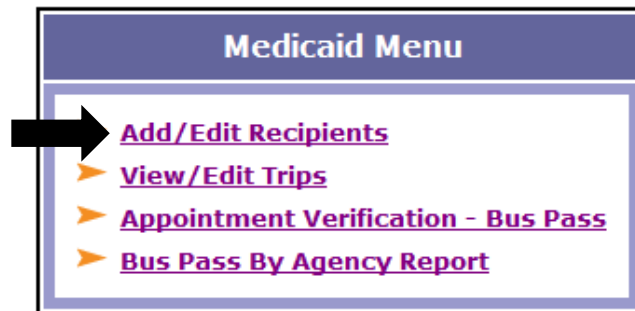 Medicaid Menu
Add/Edit Recipients
View/Edit Trips
Appointment Verification - Bus Pass
Bus Pass By Agency Report